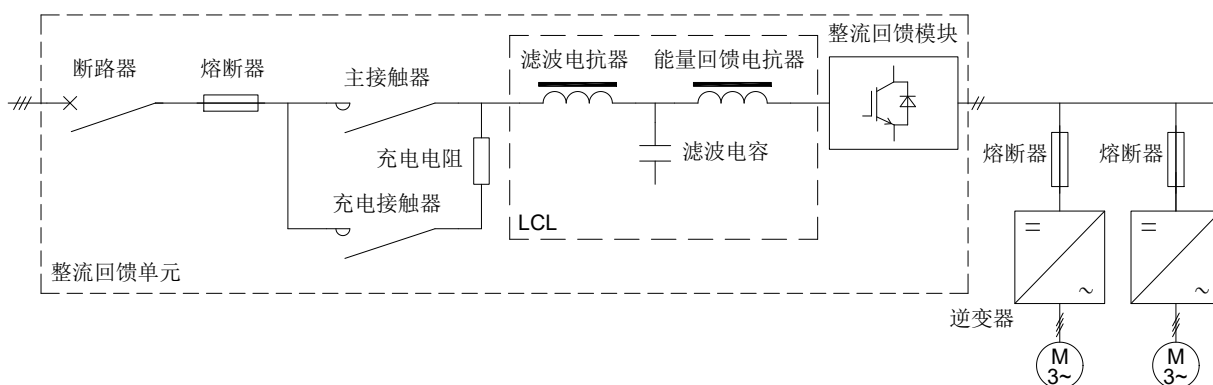 整流回馈模块
滤波电抗器
能量回馈电抗器
断路器
熔断器
主接触器
充电电阻
滤波电容
熔断器
熔断器
充电接触器
LCL
整流回馈单元
逆变器
M
3~
M
3~